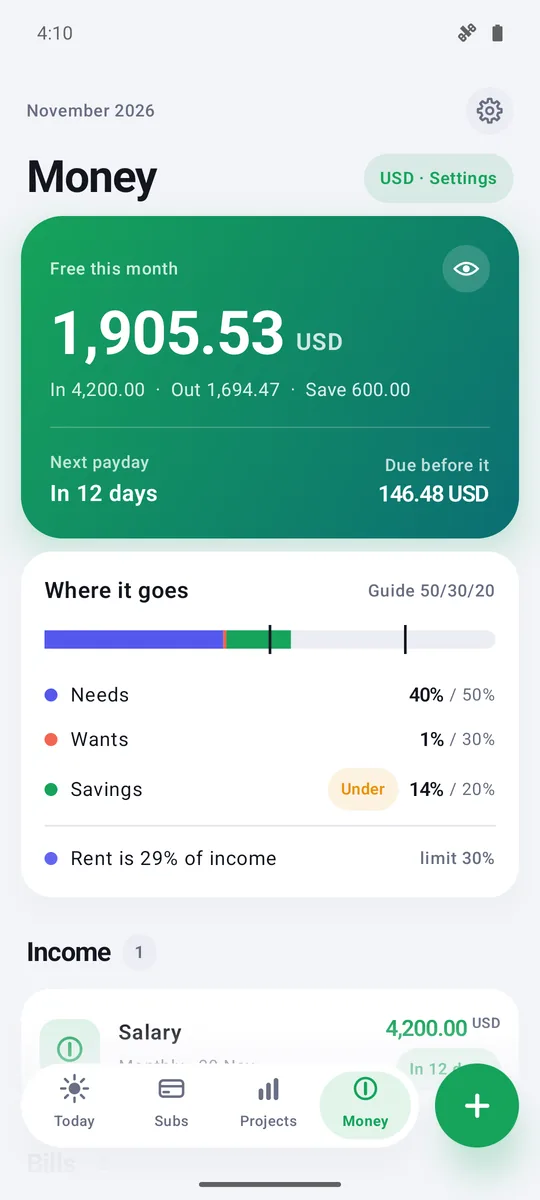 4:10
November 2026
Money
USD · Settings
Free this month
1,905.53 USD
In 4,200.00 · Out 1,694.47 · Save 600.00
Next payday
Due before it
In 12 days
146.48 USD
Where it goes
Guide 50/30/20
Needs 40% / 50%
Wants 1% / 30%
Savings Under 14% / 20%
Rent is 29% of income limit 30%
Income 1
Salary 4,200.00 USD
In 12
Today
Subs
Projects
Money
Bills